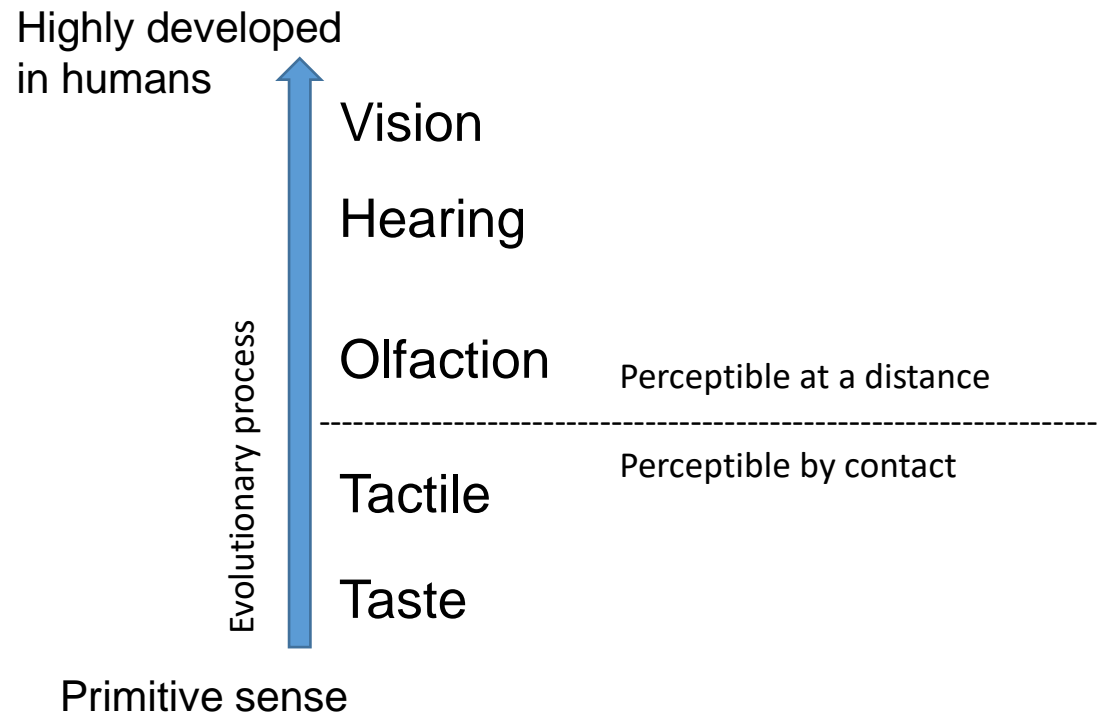 Highly developed
in humans
Vision
Hearing
Olfaction
Perceptible at a distance
--------------------------------------------------------------------
Perceptible by contact
Tactile
Taste
Evolutionary process
Primitive sense